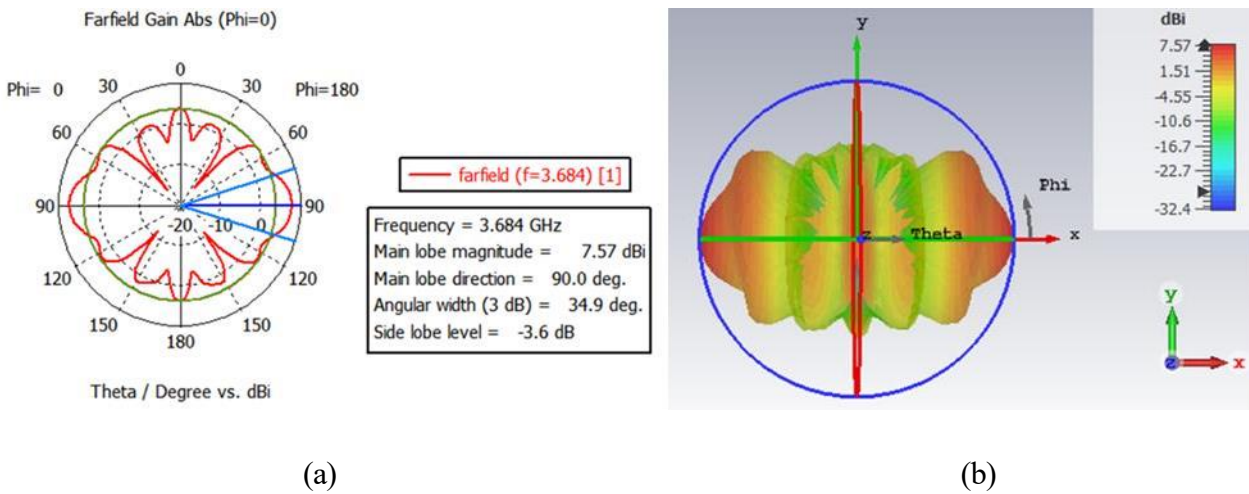 Farfield Gain Abs (Phi=0)
0
30 30
Phi= 0 Phi=180
60 60
90 -20 -10 0 90
120 120
150 150
180
Theta / Degree vs. dBi
farfield (f=3.684) [1]
Frequency = 3.684 GHz
Main lobe magnitude = 7.57 dBi
Main lobe direction = 90.0 deg.
Angular width (3 dB) = 34.9 deg.
Side lobe level = -3.6 dB
(a)
y
dBi
7.57
1.51
-4.55
-10.6
-16.7
-22.7
-32.4
Phi
z Theta x
y
z x
(b)